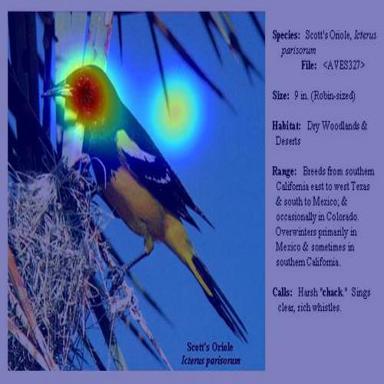 Species: Scott's Oriole, Icterus
parisorum
File: <AVES327>
Size: 9 in. (Robin-sized)
Habitat: Dry Woodlands &
Deserts
Range: Breeds from southern
California east to west Texas
& south to Mexico; &
occasionally in Colorado.
Overwinters primarily in
Mexico & sometimes in
southern California.
Calls: Harsh "chack." Sings
clear, rich whistles.
Scott's Oriole
Icterus parisorum